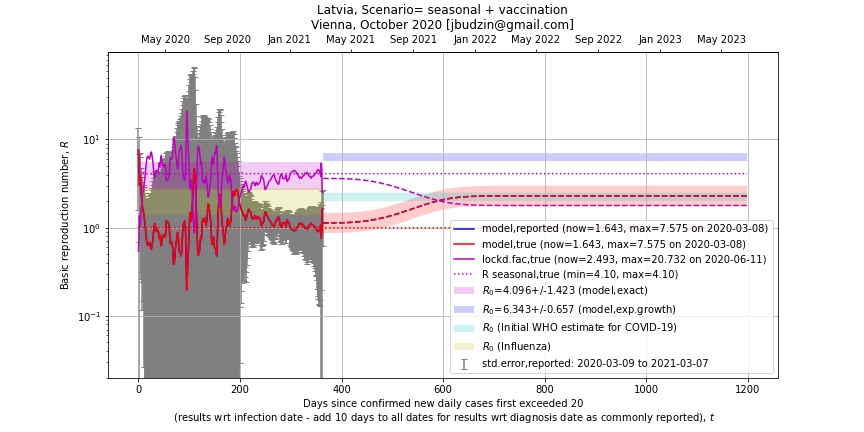 Latvia, Scenario= seasonal + vaccination
Vienna, October 2020 [jbudzin@gmail.com]
May 2020 Sep 2020 Jan 2021 May 2021 Sep 2021 Jan 2022 May 2022 Sep 2022 Jan 2023 May 2023
Basic reproduction number, R
10¹
10⁰
10⁻¹
model,reported (now=1.643, max=7.575 on 2020-03-08)
model,true (now=1.643, max=7.575 on 2020-03-08)
lockd.fac,true (now=2.493, max=20.732 on 2020-06-11)
R seasonal,true (min=4.10, max=4.10)
R₀=4.096+/-1.423 (model,exact)
R₀=6.343+/-0.657 (model,exp.growth)
R₀ (Initial WHO estimate for COVID-19)
R₀ (Influenza)
std.error,reported: 2020-03-09 to 2021-03-07
0 200 400 600 800 1000 1200
Days since confirmed new daily cases first exceeded 20
(results wrt infection date - add 10 days to all dates for results wrt diagnosis date as commonly reported), t